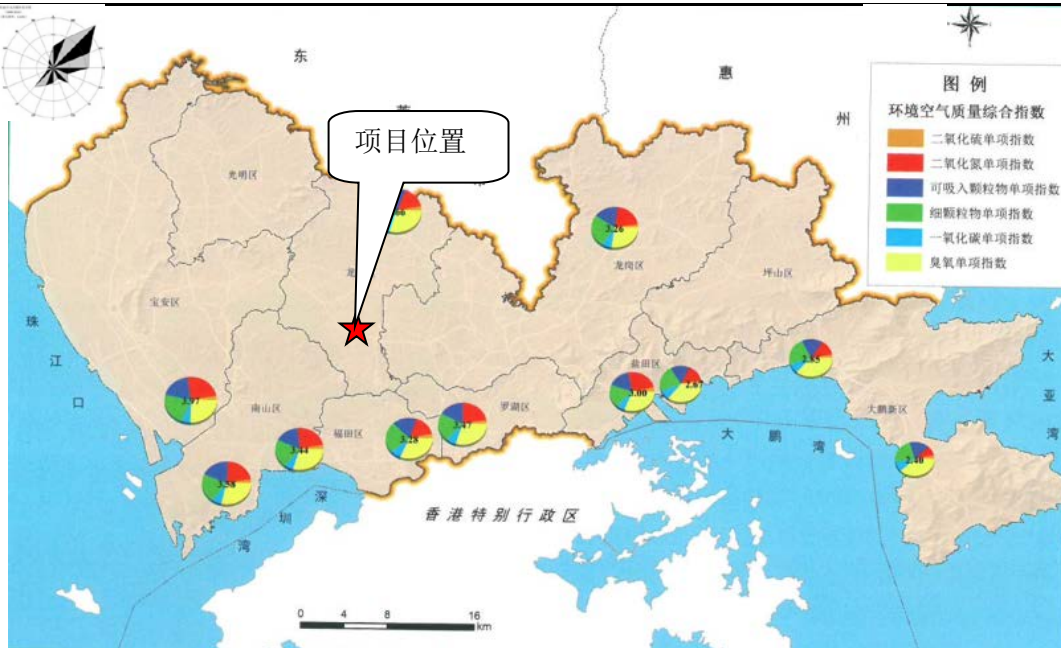 东
惠
州
项目位置
图 例
环境空气质量综合指数
二氧化硫单项指数
二氧化氮单项指数
可吸入颗粒物单项指数
细颗粒物单项指数
一氧化碳单项指数
臭氧单项指数
光明区
龙
3.26
龙岗区
坪山区
宝安区
珠
江
口
大
亚
湾
盐田区
2.85
2.67
3.00
大鹏新区
3.97
南山区
罗湖区
福田区
3.47
3.28
3.44
3.58
2.40
大 鹏 湾
深
圳
湾
香港特别行政区
0 4 8 16
km